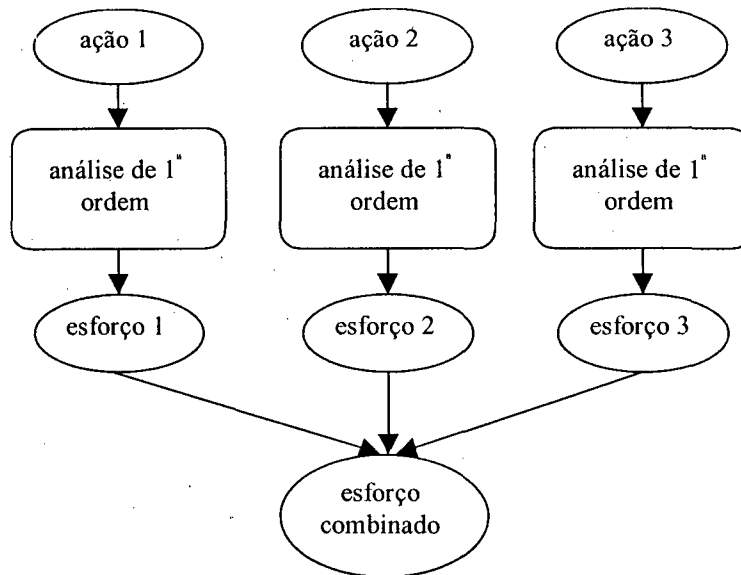 ação 1
ação 2
ação 3
análise de 1ª
ordem
análise de 1ª
ordem
análise de 1ª
ordem
esforço 1
esforço 2
esforço 3
esforço
combinado